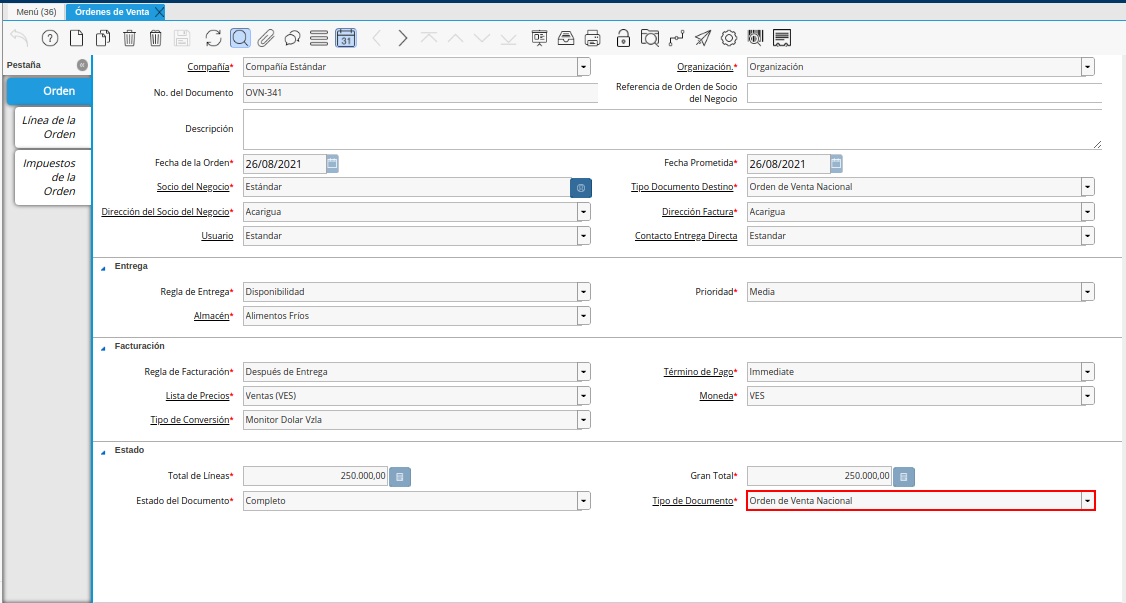 Menú (36) Órdenes de Venta
31
Pestaña
Orden
Línea de la
Orden
Impuestos
de la
Orden
Compañía* Compañía Estándar Organización.* Organización
No. del Documento OVN-341 Referencia de Orden de Socio
del Negocio
Descripción
Fecha de la Orden* 26/08/2021 Fecha Prometida* 26/08/2021
Socio del Negocio* Estándar Tipo Documento Destino* Orden de Venta Nacional
Dirección del Socio del Negocio* Acarigua Dirección Factura* Acarigua
Usuario Estandar Contacto Entrega Directa Estandar
Entrega
Regla de Entrega* Disponibilidad Prioridad* Media
Almacén* Alimentos Fríos
Facturación
Regla de Facturación* Después de Entrega Término de Pago* Immediate
Lista de Precios* Ventas (VES) Moneda* VES
Tipo de Conversión* Monitor Dolar Vzla
Estado
Total de Líneas* 250.000,00 Gran Total* 250.000,00
Estado del Documento* Completo Tipo de Documento* Orden de Venta Nacional